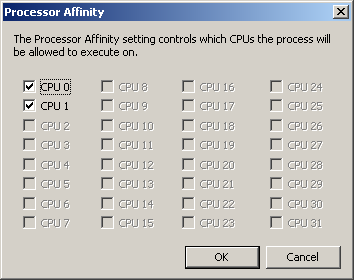 Processor Affinity
The Processor Affinity setting controls which CPUs the process will
be allowed to execute on.
CPU 0 CPU 8 CPU 16 CPU 24
CPU 1 CPU 9 CPU 17 CPU 25
CPU 2 CPU 10 CPU 18 CPU 26
CPU 3 CPU 11 CPU 19 CPU 27
CPU 4 CPU 12 CPU 20 CPU 28
CPU 5 CPU 13 CPU 21 CPU 29
CPU 6 CPU 14 CPU 22 CPU 30
CPU 7 CPU 15 CPU 23 CPU 31
OK Cancel